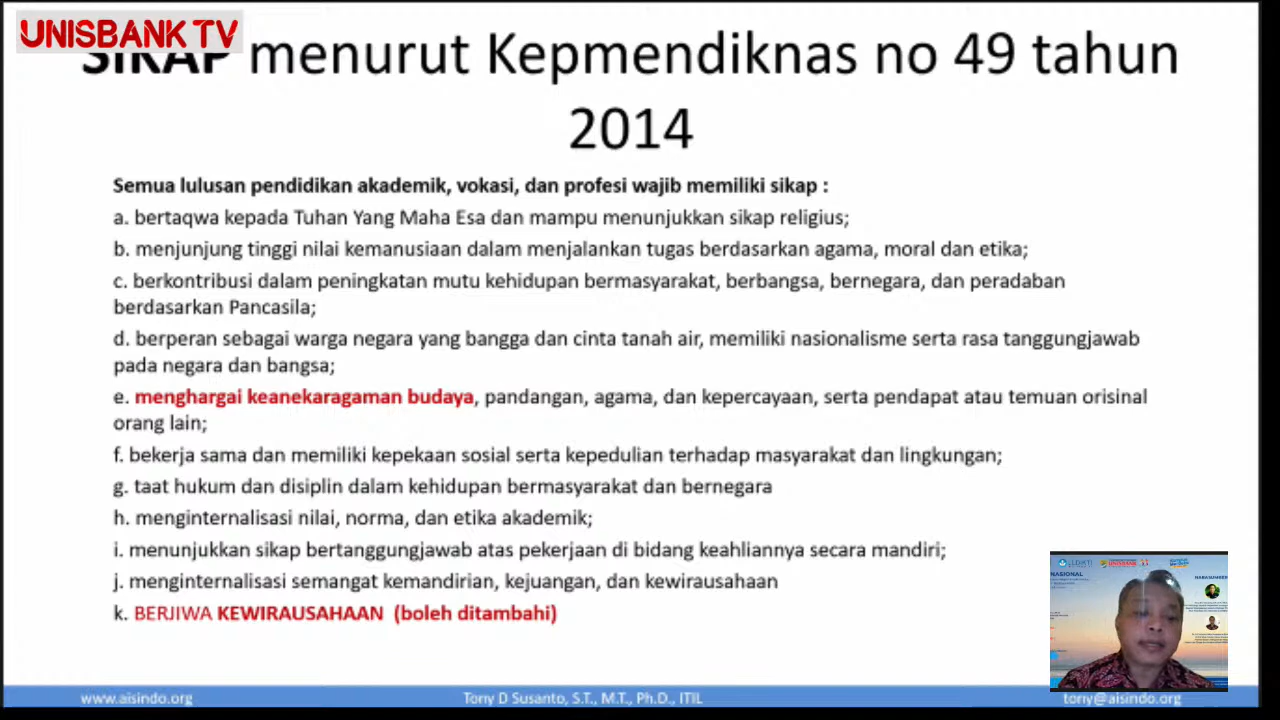 UNISBANK TV
SIKAP menurut Kepmendiknas no 49 tahun
2014
Semua lulusan pendidikan akademik, vokasi, dan profesi wajib memiliki sikap :
a. bertaqwa kepada Tuhan Yang Maha Esa dan mampu menunjukkan sikap religius;
b. menjunjung tinggi nilai kemanusiaan dalam menjalankan tugas berdasarkan agama, moral dan etika;
c. berkontribusi dalam peningkatan mutu kehidupan bermasyarakat, berbangsa, bernegara, dan peradaban
berdasarkan Pancasila;
d. berperan sebagai warga negara yang bangga dan cinta tanah air, memiliki nasionalisme serta rasa tanggungjawab
pada negara dan bangsa;
e. menghargai keanekaragaman budaya, pandangan, agama, dan kepercayaan, serta pendapat atau temuan orisinal
orang lain;
f. bekerja sama dan memiliki kepekaan sosial serta kepedulian terhadap masyarakat dan lingkungan;
g. taat hukum dan disiplin dalam kehidupan bermasyarakat dan bernegara
h. menginternalisasi nilai, norma, dan etika akademik;
i. menunjukkan sikap bertanggungjawab atas pekerjaan di bidang keahliannya secara mandiri;
j. menginternalisasi semangat kemandirian, kejuangan, dan kewirausahaan
k. BERJIWA KEWIRAUSAHAAN (boleh ditambahi)
UNISBANK
www.aisindo.org
Tony D Susanto, S.T., M.T., Ph.D., ITIL
tony@aisindo.org